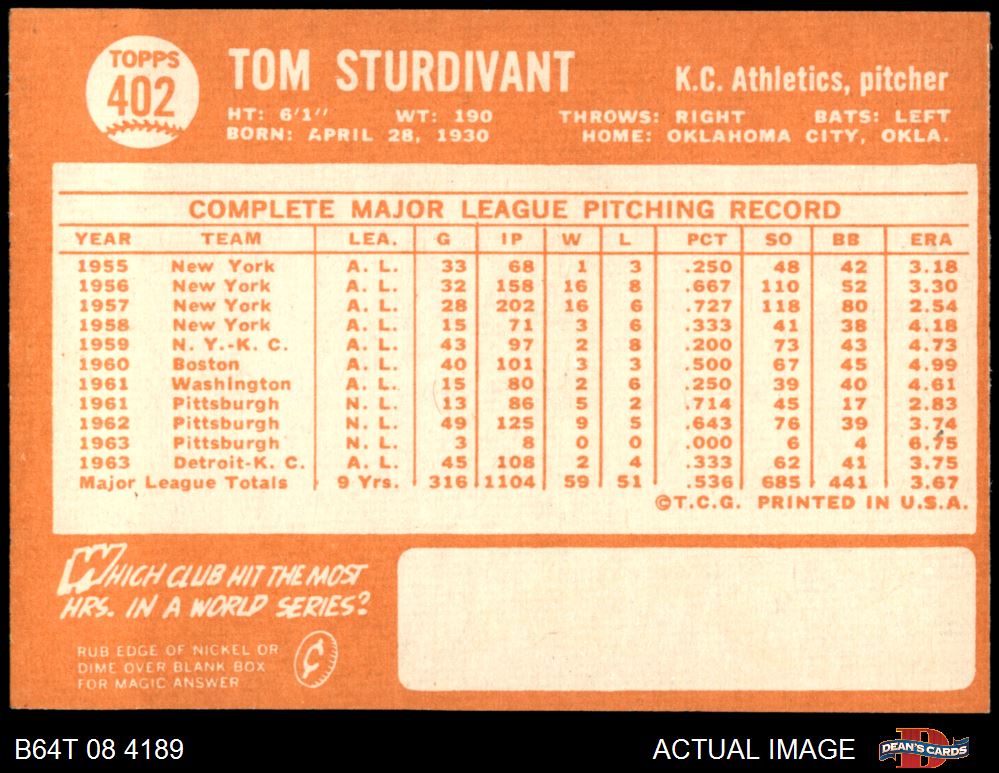 TOPPS
402
TOM STURDIVANT
K.C. Athletics, pitcher
HT: 6'1" WT: 190 THROWS: RIGHT BATS: LEFT
BORN: APRIL 28, 1930 HOME: OKLAHOMA CITY, OKLA.
COMPLETE MAJOR LEAGUE PITCHING RECORD
YEAR TEAM LEA. G IP W L PCT SO BB ERA
1955 New York A. L. 33 68 1 3 .250 48 42 3.18
1956 New York A. L. 32 158 16 8 .667 110 52 3.30
1957 New York A. L. 28 202 16 6 .727 118 80 2.54
1958 New York A. L. 15 71 3 6 .333 41 38 4.18
1959 N. Y.-K. C. A. L. 43 97 2 8 .200 73 43 4.73
1960 Boston A. L. 40 101 3 3 .500 67 45 4.99
1961 Washington A. L. 15 80 2 6 .250 39 40 4.61
1961 Pittsburgh N. L. 13 86 5 2 .714 45 17 2.83
1962 Pittsburgh N. L. 49 125 9 5 .643 76 39 3.74
1963 Pittsburgh N. L. 3 8 0 0 .000 6 4 6.75
1963 Detroit-K. C. A. L. 45 108 2 4 .333 62 41 3.75
Major League Totals 9 Yrs. 316 1104 59 51 .536 685 441 3.67
©T.C.G. PRINTED IN U.S.A.
WHICH CLUB HIT THE MOST
HRS. IN A WORLD SERIES?
RUB EDGE OF NICKEL OR
DIME OVER BLANK BOX
FOR MAGIC ANSWER
¢
B64T 08 4189
ACTUAL IMAGE
D
DEAN'S CARDS